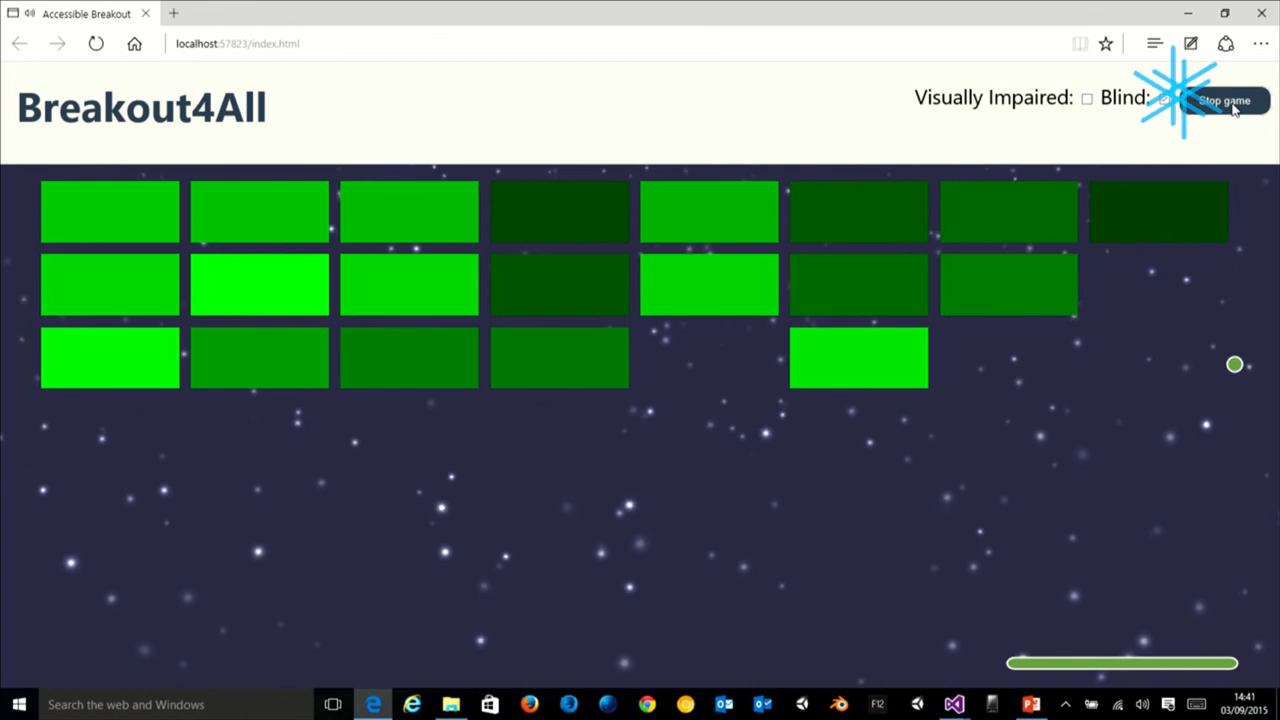 Accessible Breakout
localhost:57823/index.html
Breakout4All
Visually Impaired: Blind: Stop game
Search the web and Windows
F12
14:41
03/09/2015